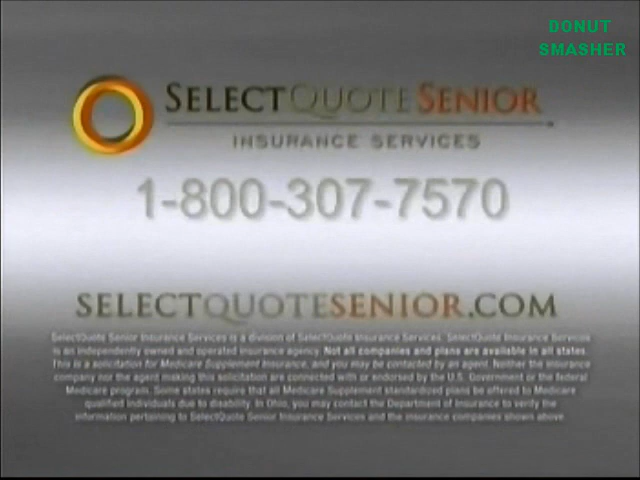 DONUT
SMASHER
SELECTQUOTE SENIOR
INSURANCE SERVICES
1-800-307-7570
SELECTQUOTESENIOR.COM
SelectQuote Senior Insurance Services is a division of SelectQuote Insurance Services. SelectQuote Insurance Services
is an independently owned and operated insurance agency. Not all companies and plans are available in all states.
This is a solicitation for Medicare Supplement Insurance, and you may be contacted by an agent. Neither the insurance
company nor the agent making this solicitation are connected with or endorsed by the U.S. Government or the federal
Medicare program. Some states require that all Medicare Supplement standardized plans be offered to Medicare
qualified individuals due to disability. In Ohio, you may contact the Department of Insurance to verify the
information pertaining to SelectQuote Senior Insurance Services and the insurance companies shown above